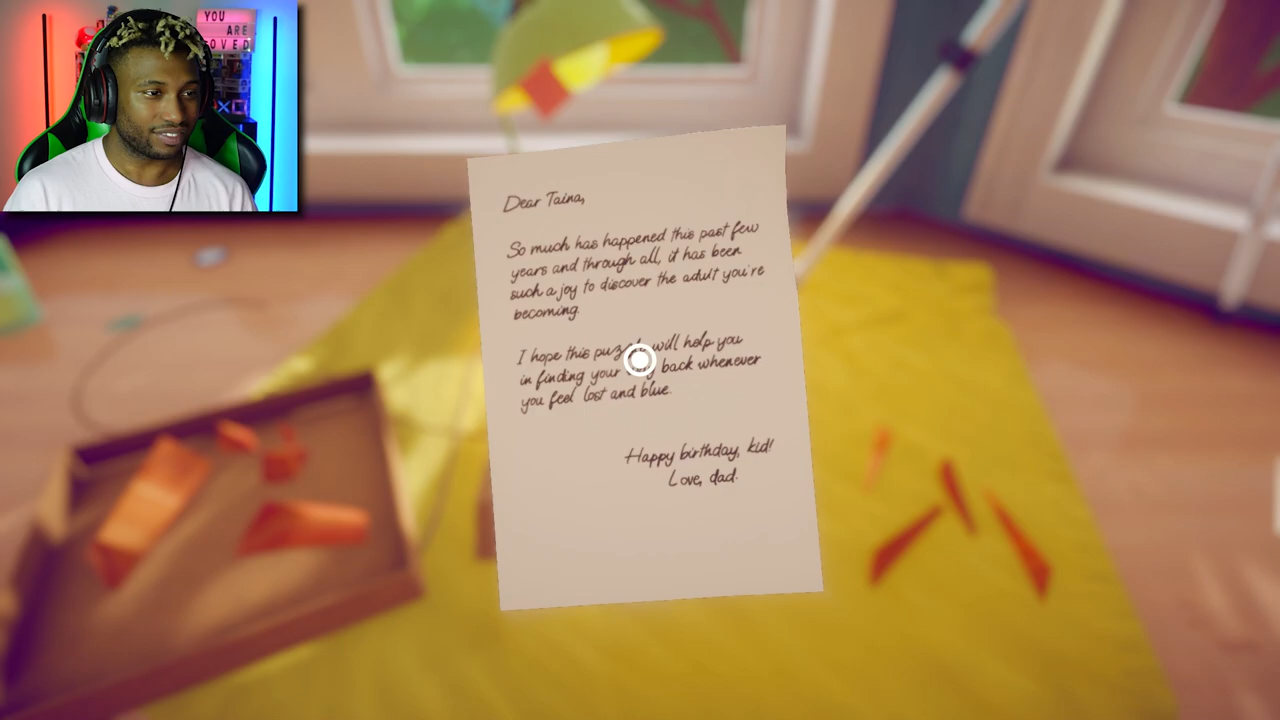 YOU
ARE
LOVED
Dear Taina,
So much has happened this past few
years and through all, it has been
such a joy to discover the adult you're
becoming.
I hope this puzzle will help you
in finding your back whenever
you feel lost and blue.
Happy birthday, kid!
Love, dad.